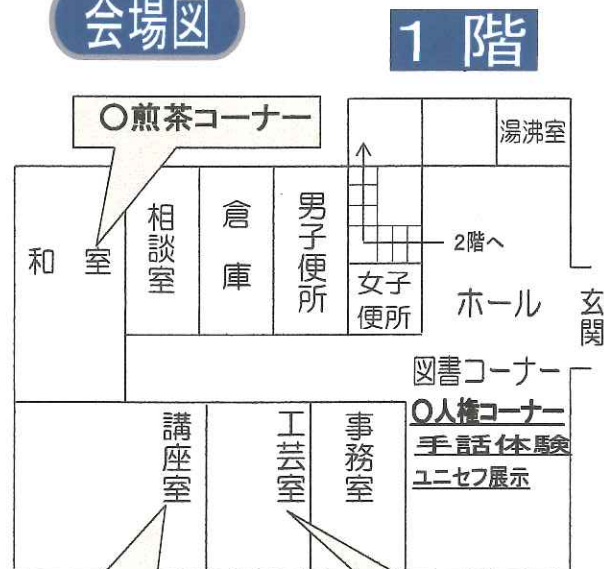 会場図
1 階
〇煎茶コーナー
湯沸室
和 室
相談室
倉庫
男子便所
2階へ
女子
便所
ホール
玄関
図書コーナー
〇人権コーナー
手話体験
ユニセフ展示
講座室
工芸室
事務室